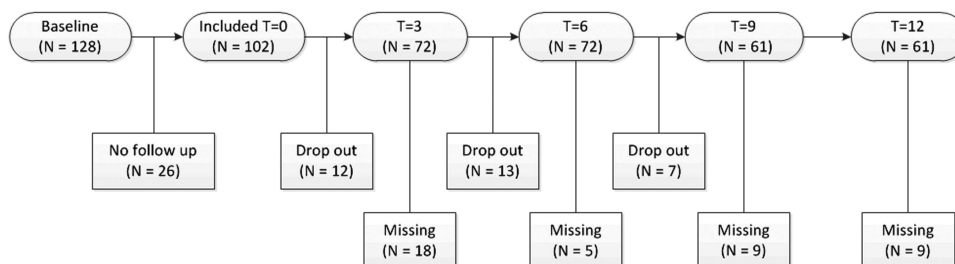 Baseline
(N = 128)
Included T=0
(N = 102)
T=3
(N = 72)
T=6
(N = 72)
T=9
(N = 61)
T=12
(N = 61)
No follow up
(N = 26)
Drop out
(N = 12)
Drop out
(N = 13)
Drop out
(N = 7)
Missing
(N = 18)
Missing
(N = 5)
Missing
(N = 9)
Missing
(N = 9)